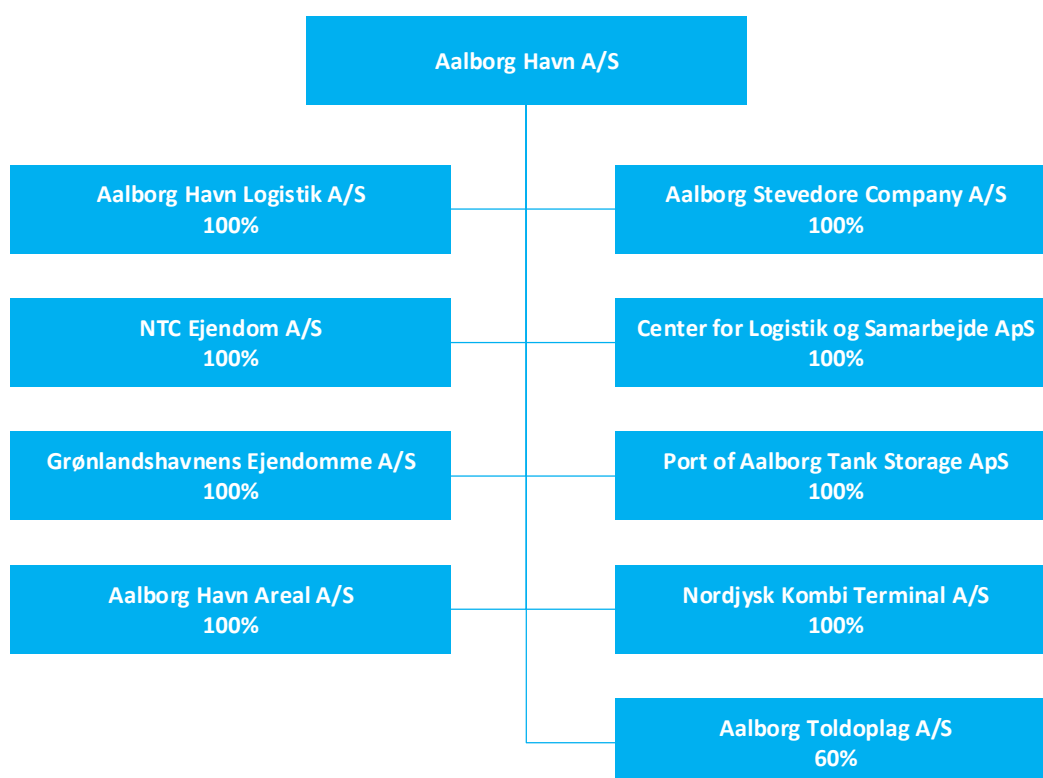 Aalborg Havn A/S
Aalborg Havn Logistik A/S
100%
Aalborg Stevedore Company A/S
100%
NTC Ejendom A/S
100%
Center for Logistik og Samarbejde ApS
100%
Grønlandshavnens Ejendomme A/S
100%
Port of Aalborg Tank Storage ApS
100%
Aalborg Havn Areal A/S
100%
Nordjysk Kombi Terminal A/S
100%
Aalborg Toldoplag A/S
60%